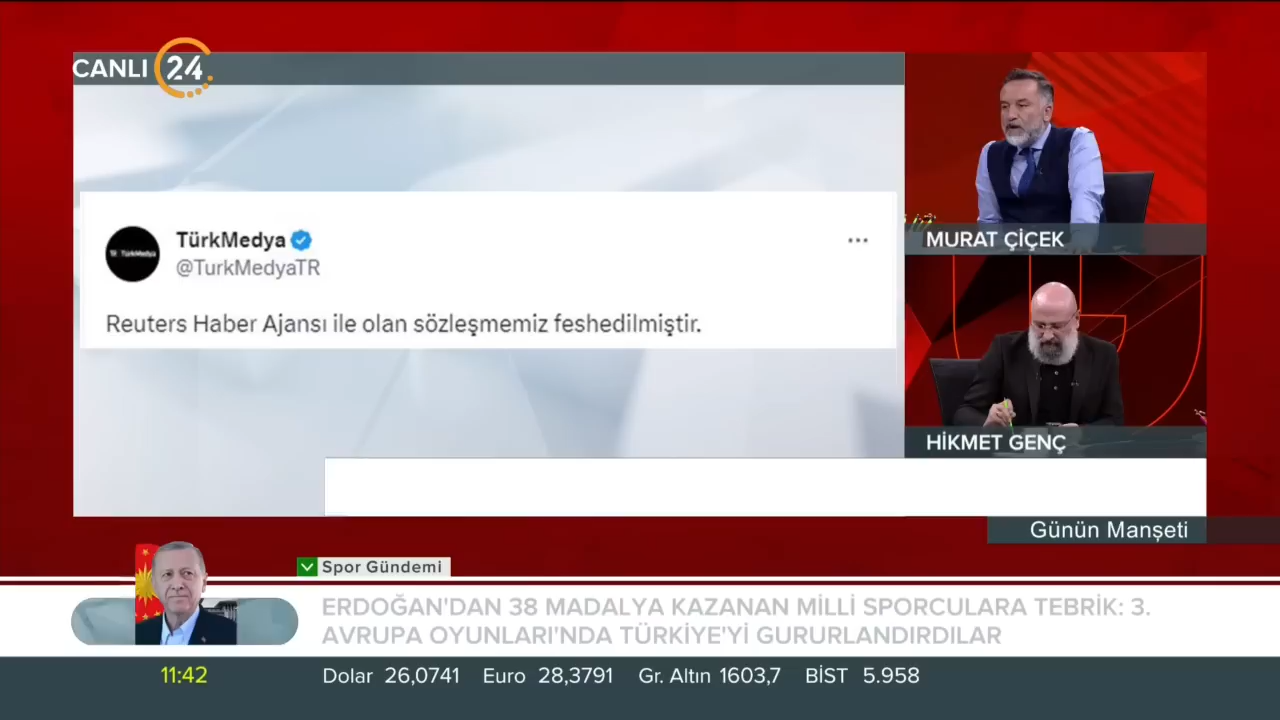 CANLI 24
TürkMedya
@TurkMedyaTR
Reuters Haber Ajansı ile olan sözleşmemiz feshedilmiştir.
MURAT ÇİÇEK
HİKMET GENÇ
Günün Manşeti
Spor Gündemi
ERDOĞAN'DAN 38 MADALYA KAZANAN MİLLİ SPORCULARA TEBRİK: 3.
AVRUPA OYUNLARI'NDA TÜRKİYE'Yİ GURURLANDIRDILAR
11:42 Dolar 26,0741 Euro 28,3791 Gr. Altın 1603,7 BİST 5.958